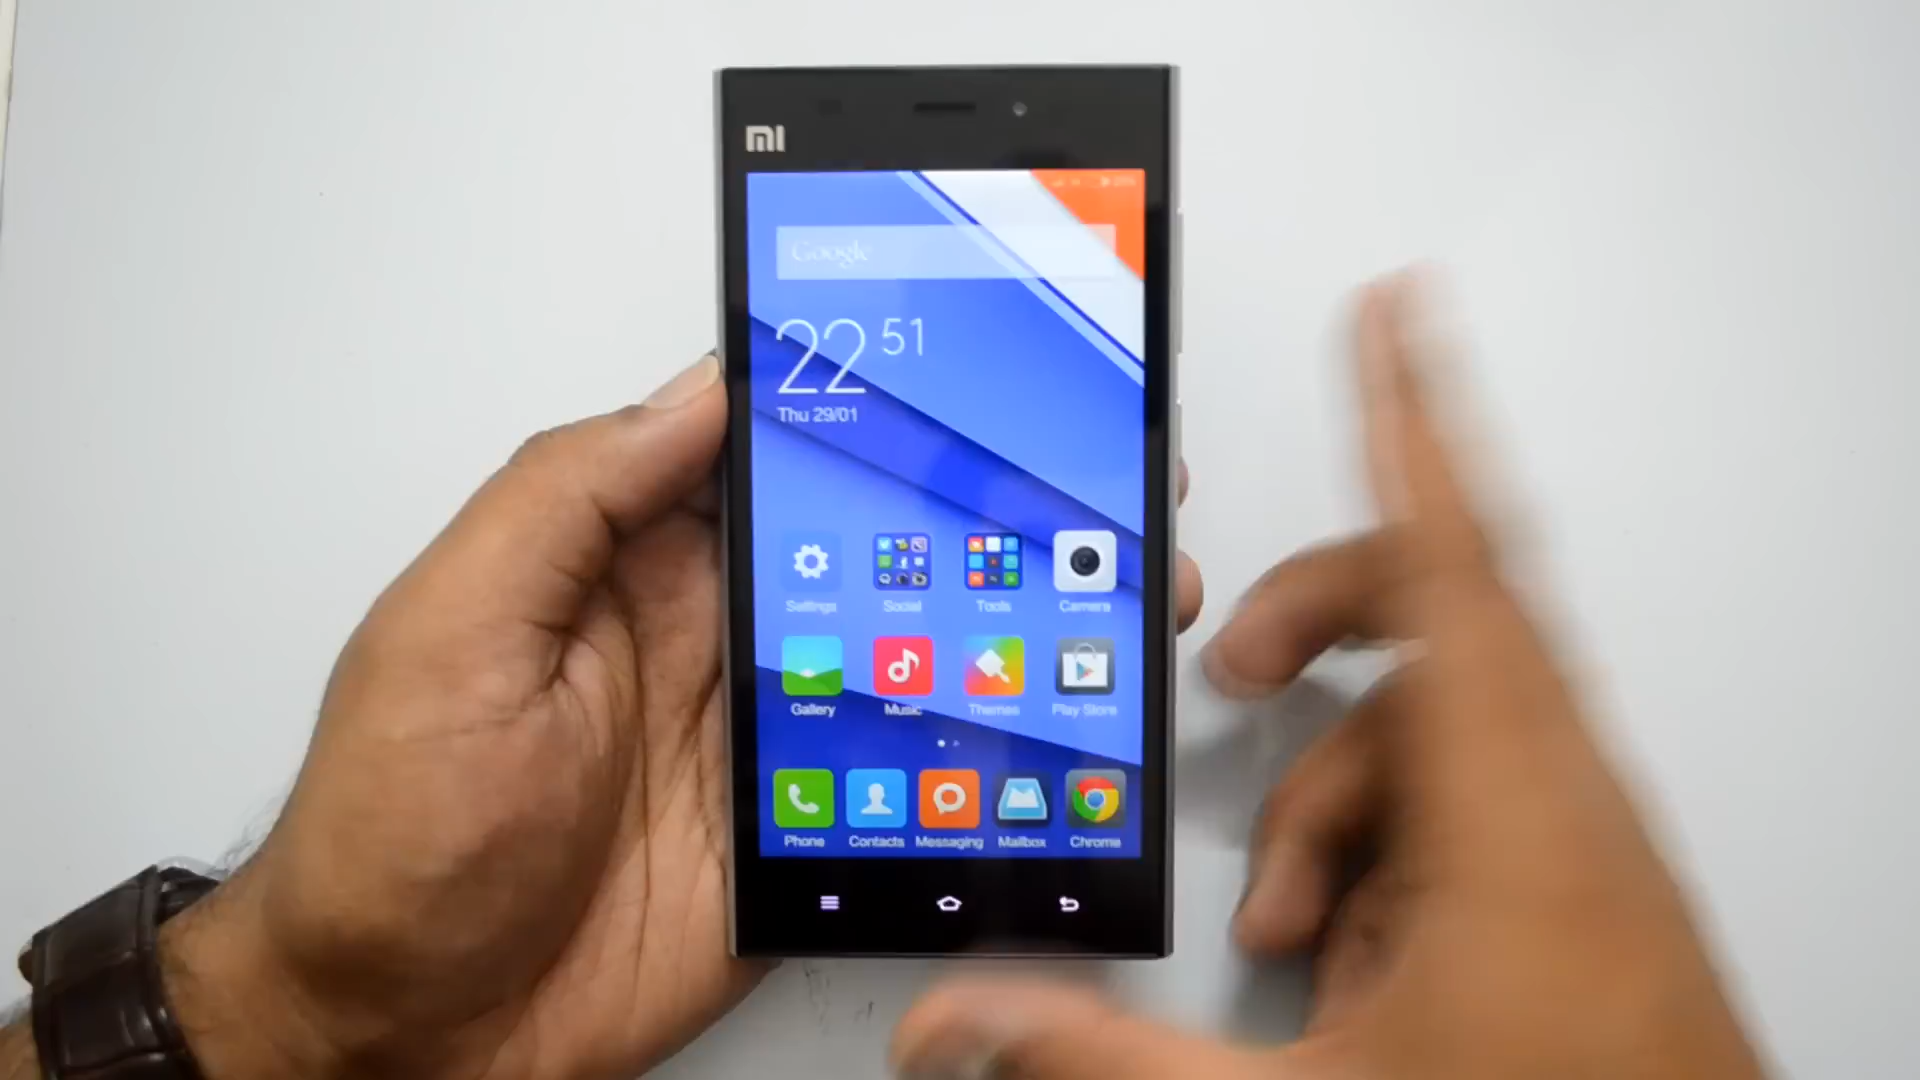 mi
Google
22 51
Thu 29/01
Settings Social Tools Camera
Gallery Music Themes Play Store
Phone Contacts Messaging Mailbox Chrome